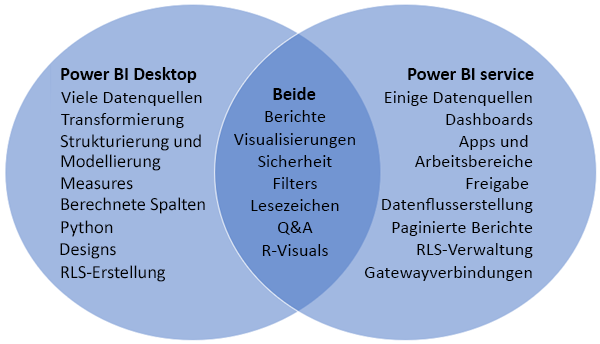 Power BI Desktop
Viele Datenquellen
Transformierung
Strukturierung und
Modellierung
Measures
Berechnete Spalten
Python
Designs
RLS-Erstellung
Beide
Berichte
Visualisierungen
Sicherheit
Filters
Lesezeichen
Q&A
R-Visuals
Power BI service
Einige Datenquellen
Dashboards
Apps und
Arbeitsbereiche
Freigabe
Datenflusserstellung
Paginierte Berichte
RLS-Verwaltung
Gatewayverbindungen